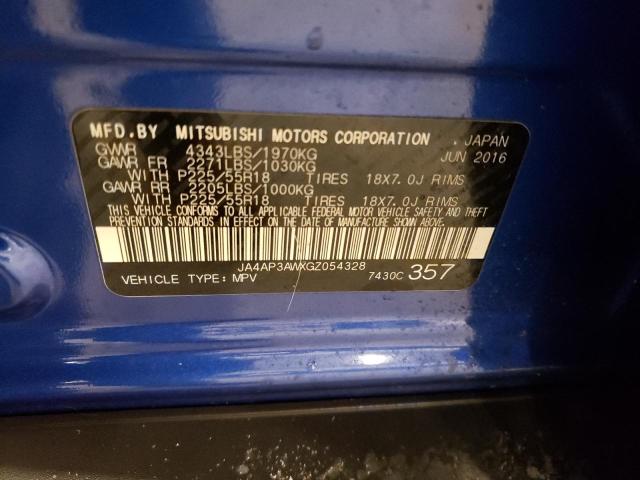 MFD.BY MITSUBISHI MOTORS CORPORATION. JAPAN
GVWR 4343LBS/1970KG JUN 2016
GAWR FR 2271LBS/1030KG
WITH P225/55R18 TIRES 18X7.0J RIMS
GAWR RR 2205LBS/1000KG
WITH P225/55R18 TIRES 18X7.0J RIMS
THIS VEHICLE CONFORMS TO ALL APPLICABLE FEDERAL MOTOR VEHICLE SAFETY AND THEFT
PREVENTION STANDARDS IN EFFECT ON THE DATE OF MANUFACTURE SHOWN ABOVE.
JA4AP3AWXGZ054328
VEHICLE TYPE: MPV 7430C 357